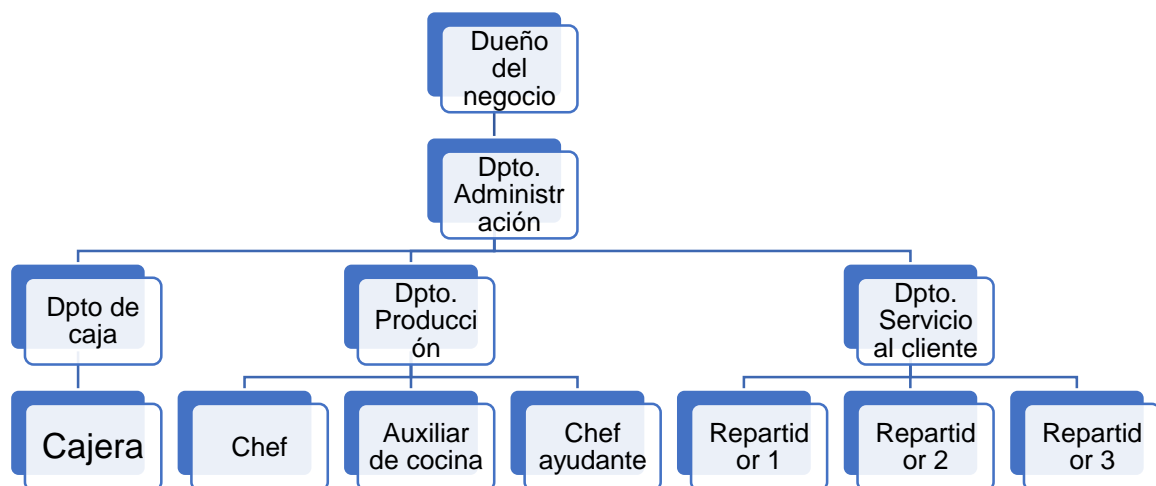 Dueño
del
negocio
Dpto.
Administr
ación
Dpto de
caja
Dpto.
Producci
ón
Dpto.
Servicio
al cliente
Cajera
Chef
Auxiliar
de cocina
Chef
ayudante
Repartid
or 1
Repartid
or 2
Repartid
or 3